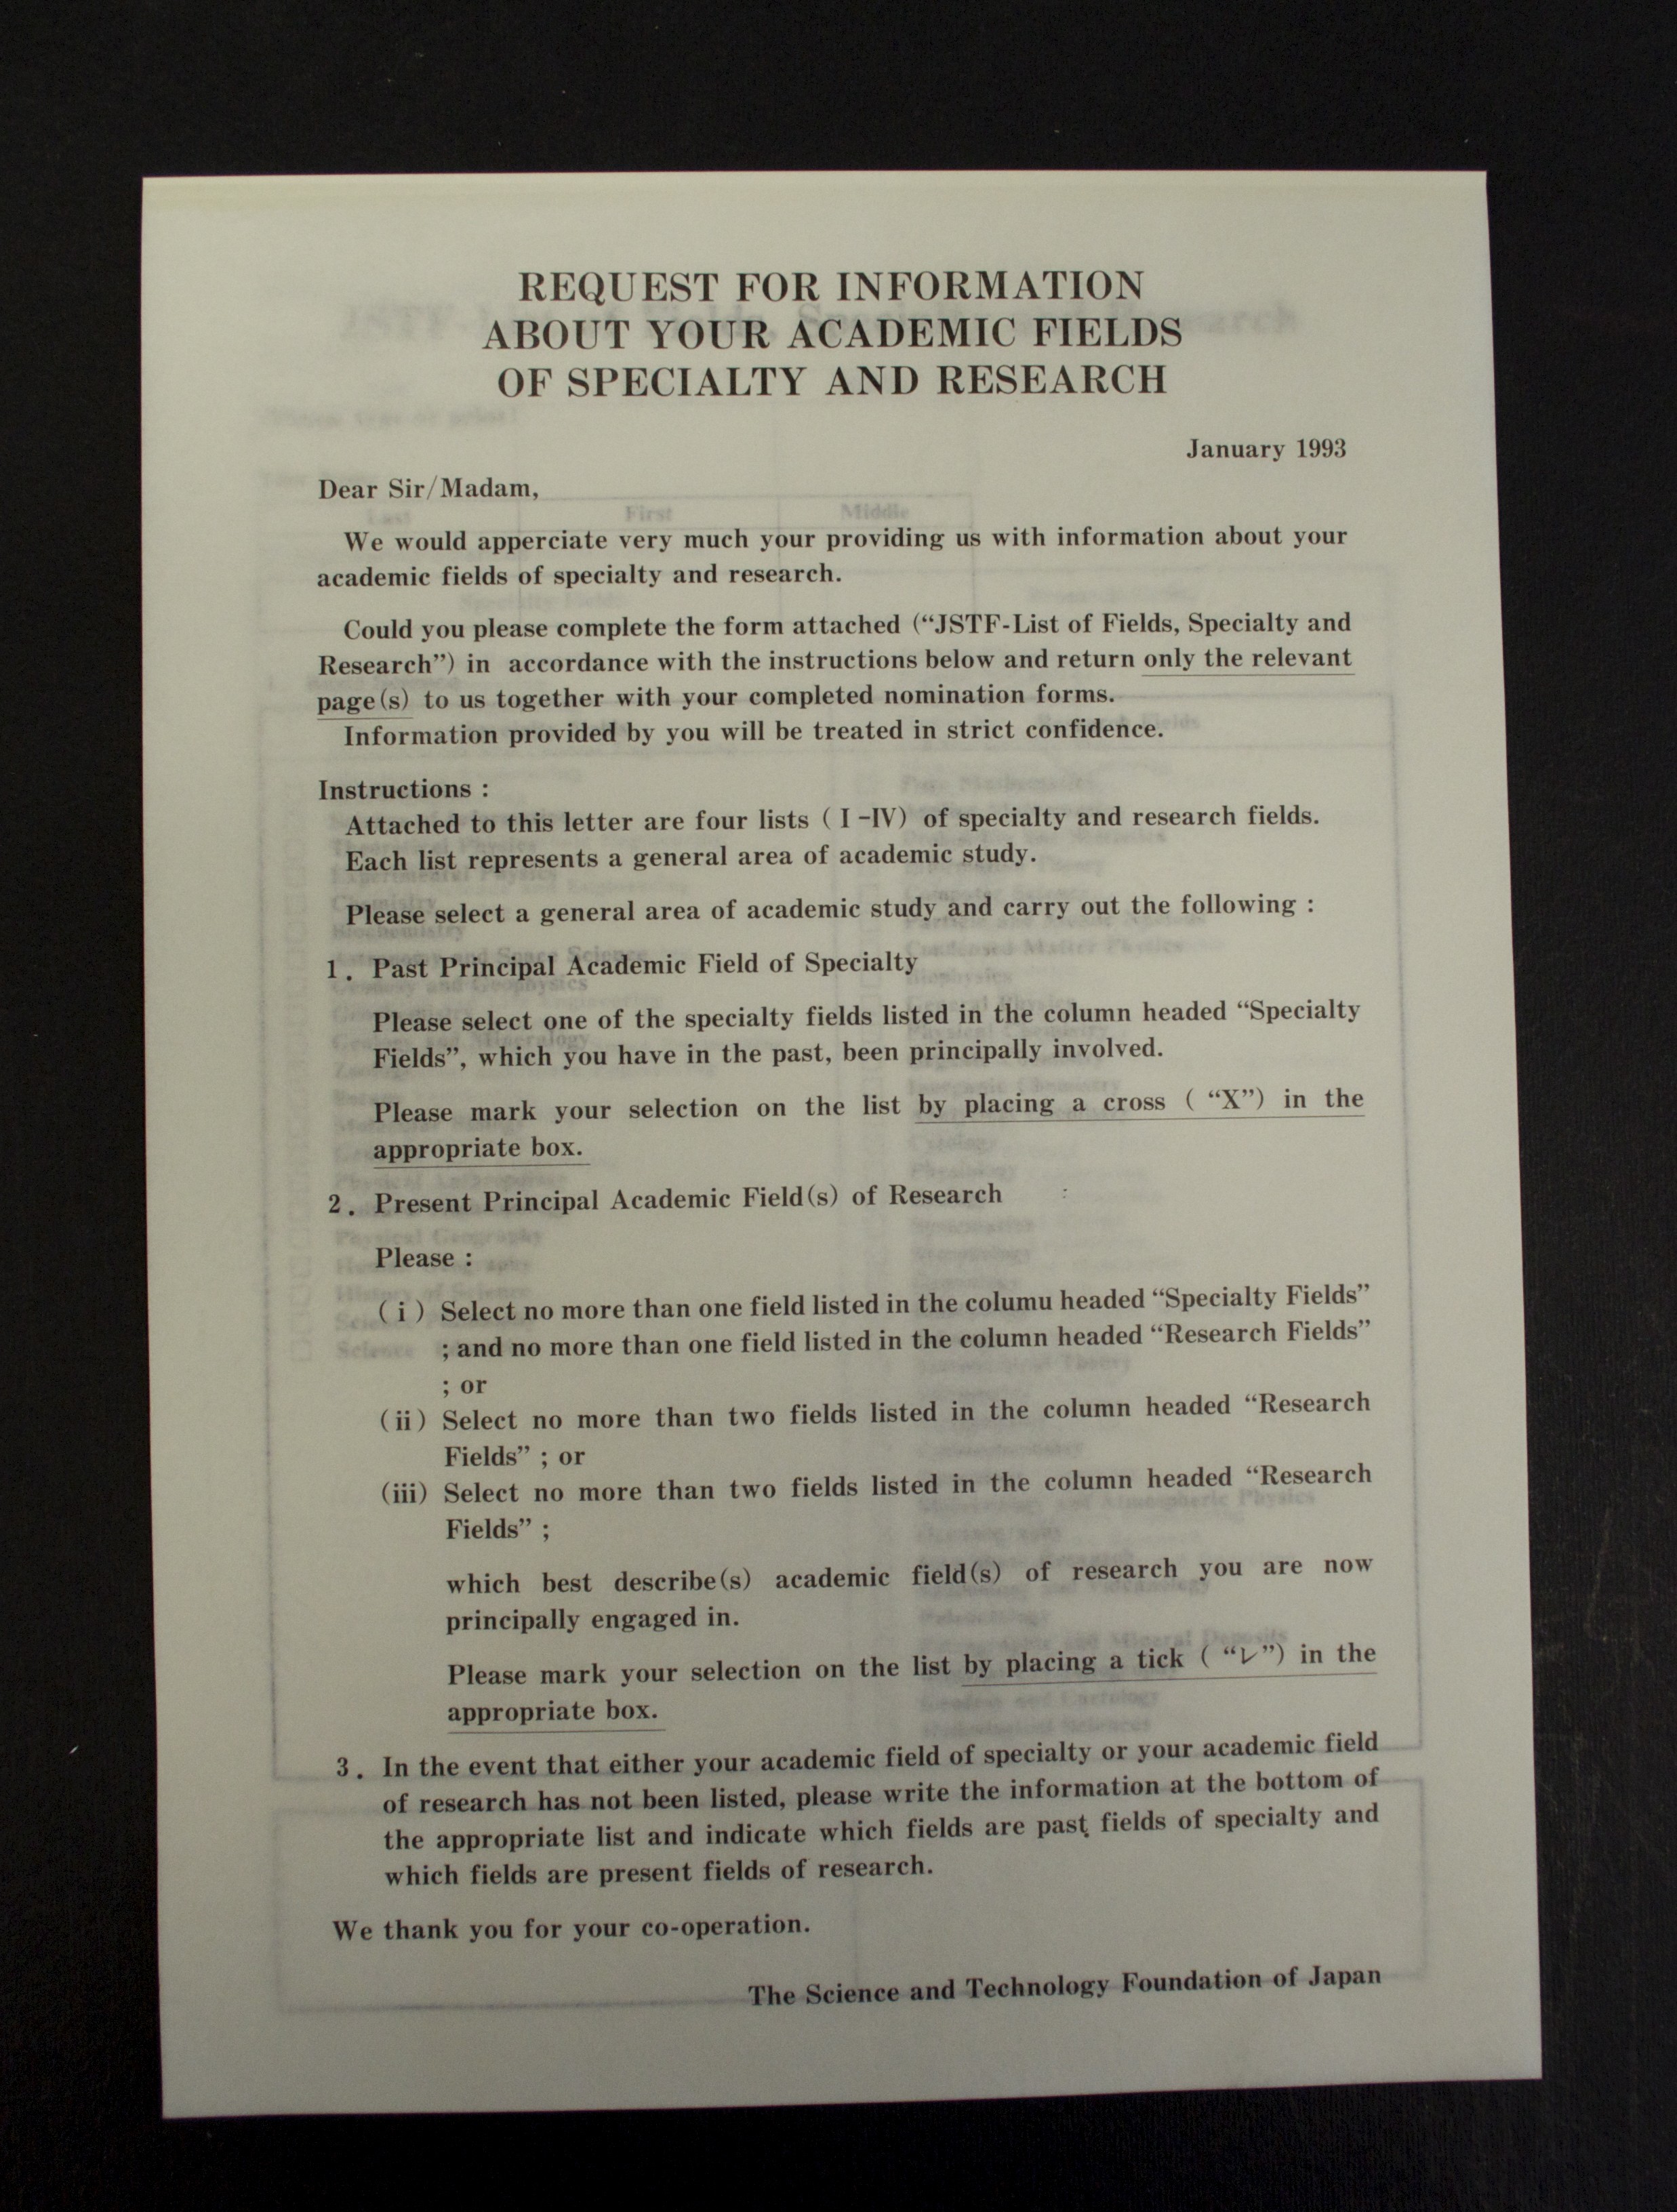 REQUEST FOR INFORMATION
ABOUT YOUR ACADEMIC FIELDS
OF SPECIALTY AND RESEARCH
January 1993
Dear Sir/Madam,
We would apperciate very much your providing us with information about your
academic fields of specialty and research.
Could you please complete the form attached (“JSTF-List of Fields, Specialty and
Research”) in accordance with the instructions below and return only the relevant
page(s) to us together with your completed nomination forms.
Information provided by you will be treated in strict confidence.
Instructions :
Attached to this letter are four lists ( I -IV) of specialty and research fields.
Each list represents a general area of academic study.
Please select a general area of academic study and carry out the following :
1. Past Principal Academic Field of Specialty
Please select one of the specialty fields listed in the column headed “Specialty
Fields”, which you have in the past, been principally involved.
Please mark your selection on the list by placing a cross ( “X”) in the
appropriate box.
2. Present Principal Academic Field(s) of Research
Please :
( i ) Select no more than one field listed in the columu headed “Specialty Fields”
; and no more than one field listed in the column headed “Research Fields”
; or
(ii) Select no more than two fields listed in the column headed “Research
Fields” ; or
(iii) Select no more than two fields listed in the column headed “Research
Fields” ;
which best describe(s) academic field(s) of research you are now
principally engaged in.
Please mark your selection on the list by placing a tick ( “レ”) in the
appropriate box.
3. In the event that either your academic field of specialty or your academic field
of research has not been listed, please write the information at the bottom of
the appropriate list and indicate which fields are past fields of specialty and
which fields are present fields of research.
We thank you for your co-operation.
The Science and Technology Foundation of Japan